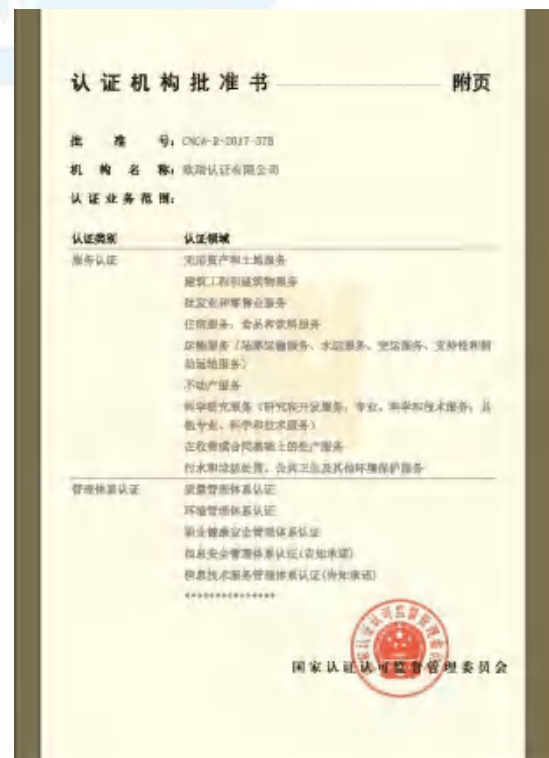 认证机构批准书 附页
批准号：CNCA-R-2017-378
机构名称：欧瑞认证有限公司
认证业务范围：
认证类别 认证领域
服务认证 无形资产和土地服务
建筑工程和建筑物服务
批发业和零售业服务
住宿服务；食品和饮料服务
运输服务（陆路运输服务、水运服务、空运服务、支持性和辅
助运输服务）
不动产服务
科学研究服务（研究和开发服务；专业、科学和技术服务；其
他专业、科学和技术服务）
在收费或合同基础上的生产服务
污水和垃圾处置、公共卫生及其他环境保护服务
管理体系认证 质量管理体系认证
环境管理体系认证
职业健康安全管理体系认证
信息安全管理体系认证(告知承诺)
信息技术服务管理体系认证(告知承诺)
***************
国家认证认可监督管理委员会